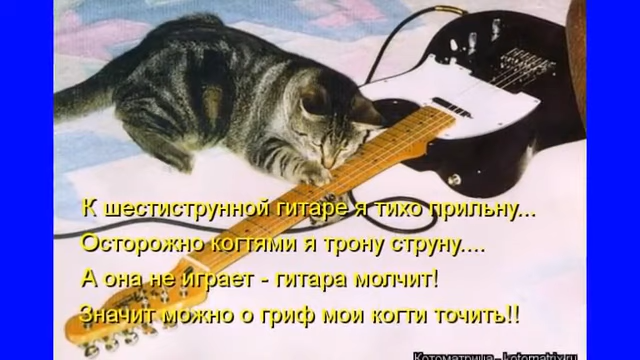 К шестиструнной гитаре я тихо прильну...
Осторожно когтями я трону струну....
А она не играет - гитара молчит!
Значит можно о гриф мои когти точить!!
Котоматрица - kotomatrix.ru